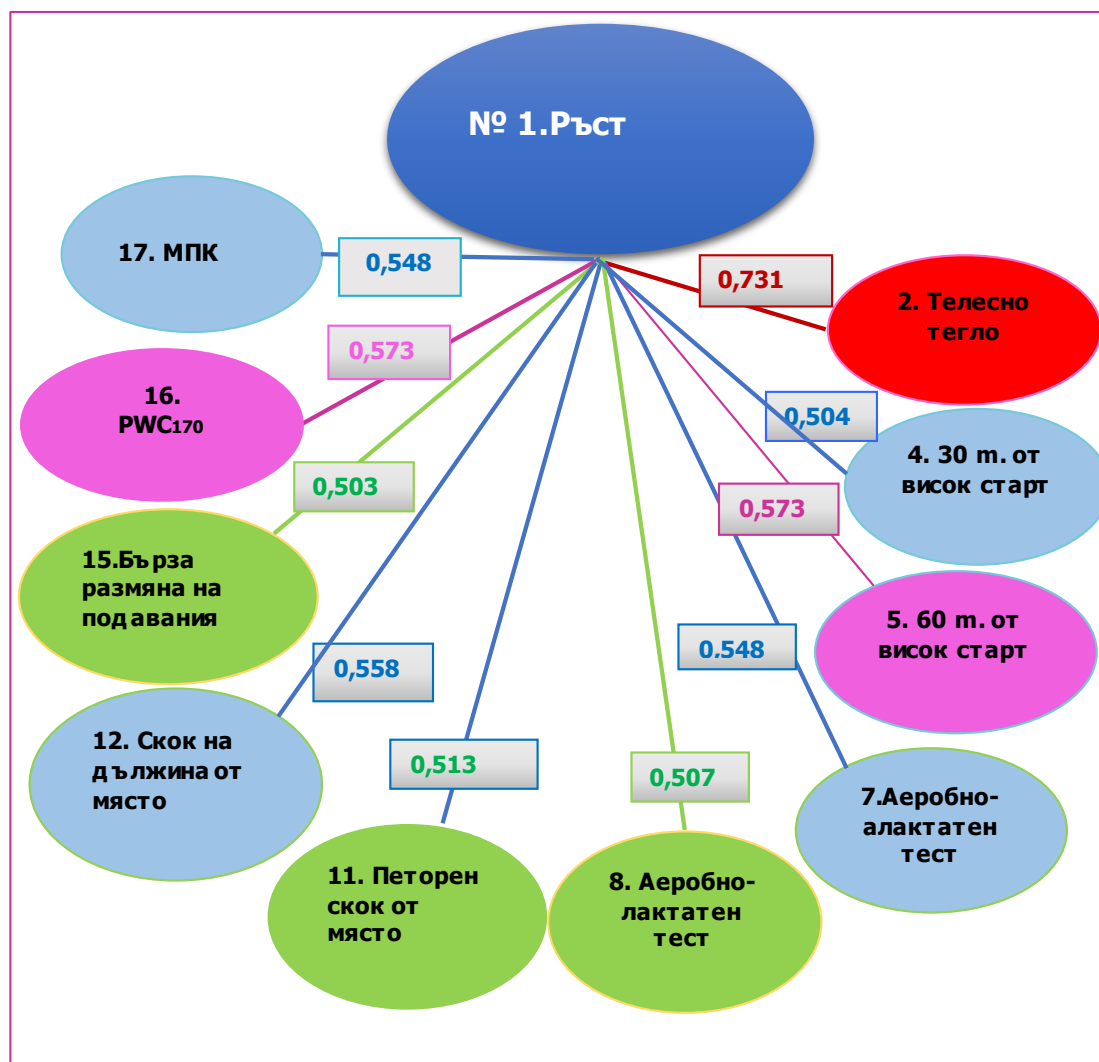 № 1.Ръст
17. МПК
0,548
0,731
2. Телесно
тегло
0,573
16.
PWC170
0,504
4. 30 m. от
висок старт
0,503
0,573
15.Бърза
размяна на
подавания
5. 60 m. от
висок старт
0,558
0,548
12. Скок на
дължина от
място
0,513
0,507
7.Аеробно-
алактатен
тест
11. Петорен
скок от
място
8. Аеробно-
лактатен
тест